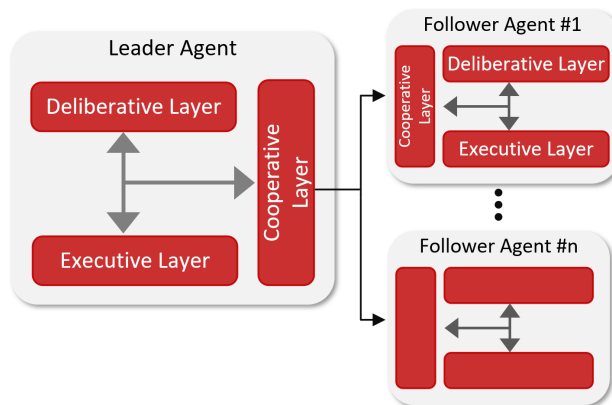 Leader Agent
Deliberative Layer
Cooperative
Layer
Executive Layer
Follower Agent #1
Cooperative
Layer
Deliberative Layer
Executive Layer
Follower Agent #n